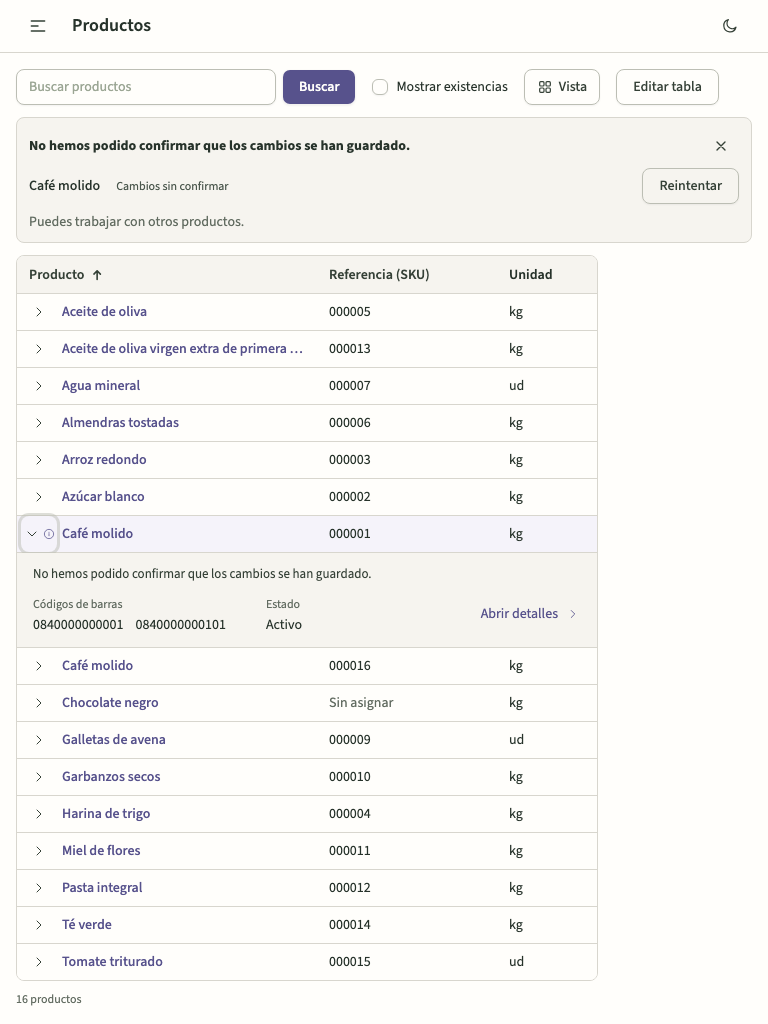 Productos
Buscar productos
Buscar
Mostrar existencias
Vista
Editar tabla
No hemos podido confirmar que los cambios se han guardado.
Café molido Cambios sin confirmar
Reintentar
Puedes trabajar con otros productos.
Producto Referencia (SKU) Unidad
Aceite de oliva 000005 kg
Aceite de oliva virgen extra de primera … 000013 kg
Agua mineral 000007 ud
Almendras tostadas 000006 kg
Arroz redondo 000003 kg
Azúcar blanco 000002 kg
Café molido 000001 kg
No hemos podido confirmar que los cambios se han guardado.
Códigos de barras Estado
0840000000001 0840000000101 Activo
Abrir detalles
Café molido 000016 kg
Chocolate negro Sin asignar kg
Galletas de avena 000009 ud
Garbanzos secos 000010 kg
Harina de trigo 000004 kg
Miel de flores 000011 kg
Pasta integral 000012 kg
Té verde 000014 kg
Tomate triturado 000015 ud
16 productos